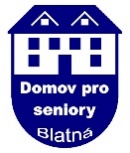 Domov pro
seniory
Blatná